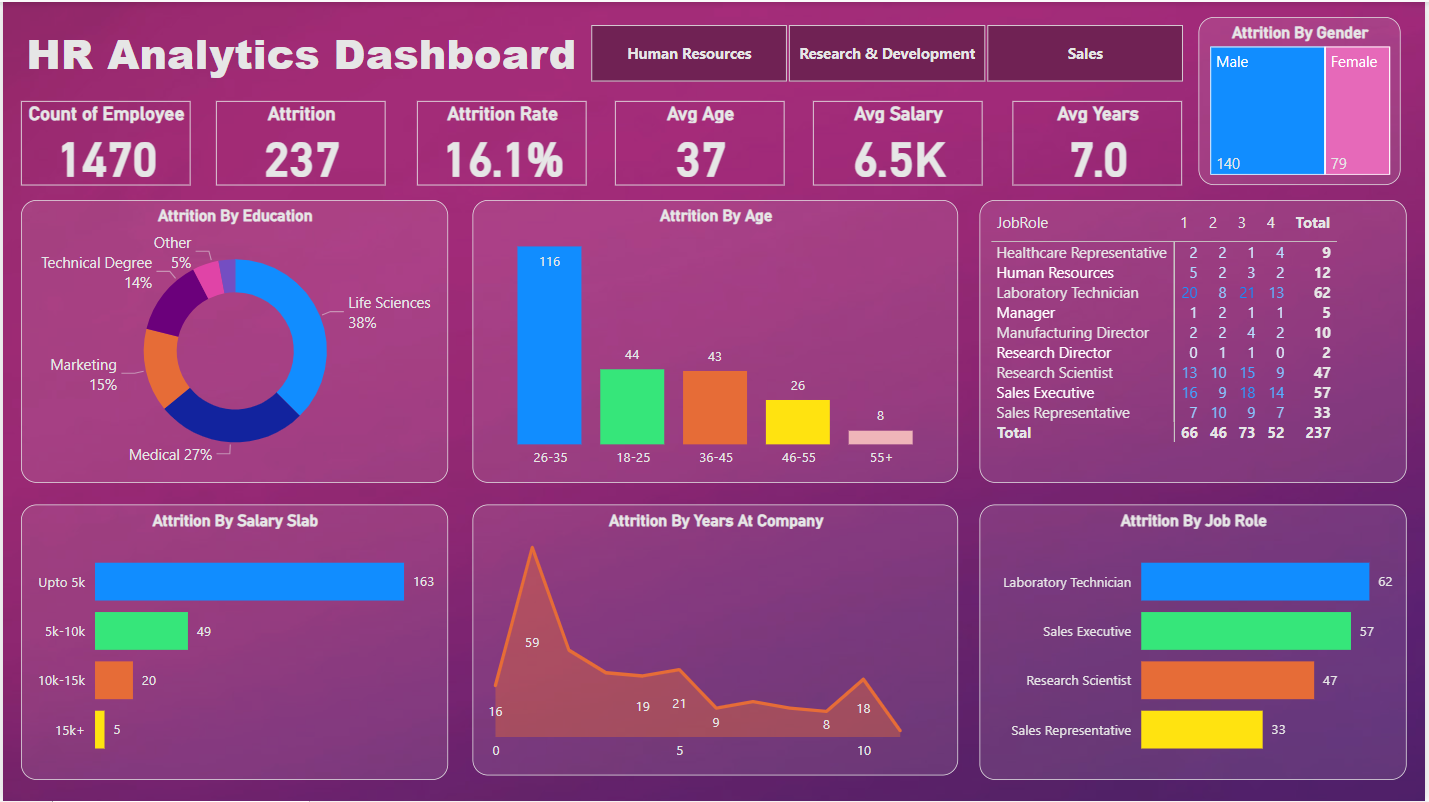 HR Analytics Dashboard
Human Resources
Research & Development
Sales
Attrition By Gender
Male
Female
140
79
Count of Employee
1470
Attrition
237
Attrition Rate
16.1%
Avg Age
37
Avg Salary
6.5K
Avg Years
7.0
Attrition By Education
Other
5%
Technical Degree
14%
Life Sciences
38%
Marketing
15%
Medical 27%
Attrition By Age
116
44
43
26
8
26-35
18-25
36-45
46-55
55+
JobRole 1 2 3 4 Total
Healthcare Representative 2 2 1 4 9
Human Resources 5 2 3 2 12
Laboratory Technician 20 8 21 13 62
Manager 1 2 1 1 5
Manufacturing Director 2 2 4 2 10
Research Director 0 1 1 0 2
Research Scientist 13 10 15 9 47
Sales Executive 16 9 18 14 57
Sales Representative 7 10 9 7 33
Total 66 46 73 52 237
Attrition By Salary Slab
Upto 5k 163
5k-10k 49
10k-15k 20
15k+ 5
Attrition By Years At Company
59
16
19
21
9
8
18
0
5
10
Attrition By Job Role
Laboratory Technician 62
Sales Executive 57
Research Scientist 47
Sales Representative 33